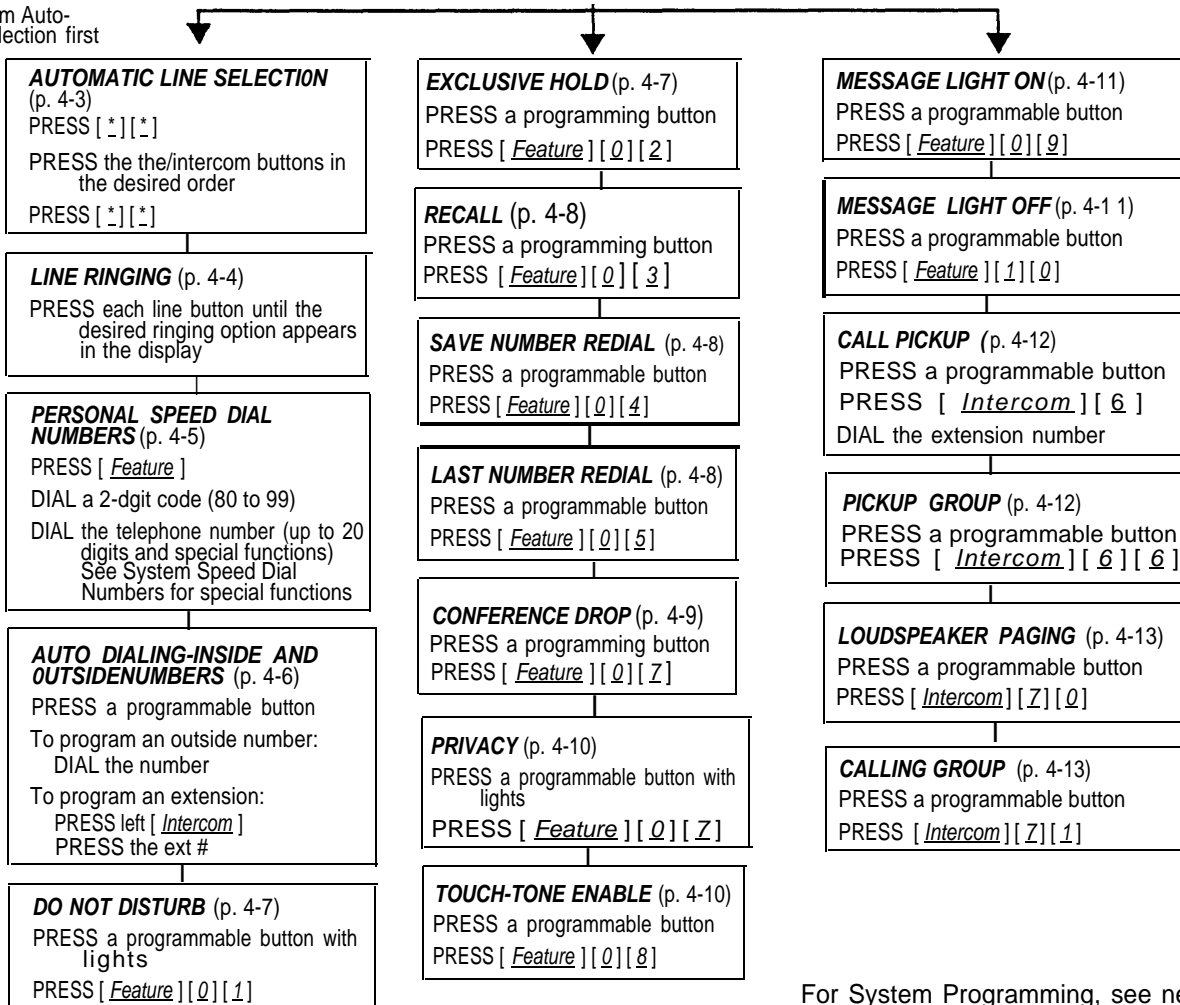 m Auto-
lection first
AUTOMATIC LINE SELECTI0N
(p. 4-3)
PRESS [ * ] [ * ]
PRESS the the/intercom buttons in
the desired order
PRESS [ * ] [ * ]
LINE RINGING (p. 4-4)
PRESS each line button until the
desired ringing option appears
in the display
PERSONAL SPEED DIAL
NUMBERS (p. 4-5)
PRESS [ Feature ]
DIAL a 2-dgit code (80 to 99)
DIAL the telephone number (up to 20
digits and special functions)
See System Speed Dial
Numbers for special functions
AUTO DIALING-INSIDE AND
0UTSIDENUMBERS (p. 4-6)
PRESS a programmable button
To program an outside number:
DIAL the number
To program an extension:
PRESS left [ Intercom ]
PRESS the ext #
DO NOT DISTURB (p. 4-7)
PRESS a programmable button with
lights
PRESS [ Feature ] [ 0 ] [ 1 ]
EXCLUSIVE HOLD (p. 4-7)
PRESS a programming button
PRESS [ Feature ] [ 0 ] [ 2 ]
RECALL (p. 4-8)
PRESS a programming button
PRESS [ Feature ] [ 0 ] [ 3 ]
SAVE NUMBER REDIAL (p. 4-8)
PRESS a programmable button
PRESS [ Feature ] [ 0 ] [ 4 ]
LAST NUMBER REDIAL (p. 4-8)
PRESS a programmable button
PRESS [ Feature ] [ 0 ] [ 5 ]
CONFERENCE DROP (p. 4-9)
PRESS a programming button
PRESS [ Feature ] [ 0 ] [ 7 ]
PRIVACY (p. 4-10)
PRESS a programmable button with
lights
PRESS [ Feature ] [ 0 ] [ 7 ]
TOUCH-TONE ENABLE (p. 4-10)
PRESS a programmable button
PRESS [ Feature ] [ 0 ] [ 8 ]
MESSAGE LIGHT ON (p. 4-11)
PRESS a programmable button
PRESS [ Feature ] [ 0 ] [ 9 ]
MESSAGE LIGHT OFF (p. 4-1 1)
PRESS a programmable button
PRESS [ Feature ] [ 1 ] [ 0 ]
CALL PICKUP (p. 4-12)
PRESS a programmable button
PRESS [ Intercom ] [ 6 ]
DIAL the extension number
PICKUP GROUP (p. 4-12)
PRESS a programmable button
PRESS [ Intercom ] [ 6 ] [ 6 ]
LOUDSPEAKER PAGING (p. 4-13)
PRESS a programmable button
PRESS [ Intercom ] [ 7 ] [ 0 ]
CALLING GROUP (p. 4-13)
PRESS a programmable button
PRESS [ Intercom ] [ 7 ] [ 1 ]
For System Programming, see ne